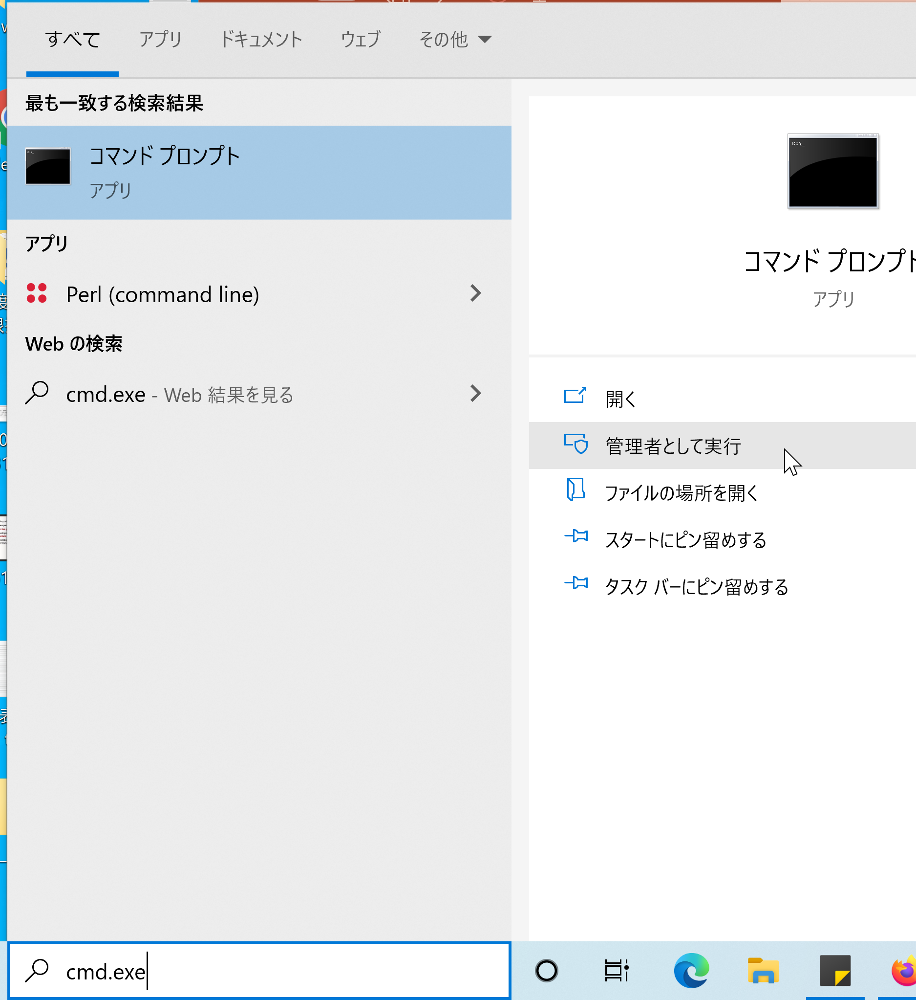 すべて アプリ ドキュメント ウェブ その他
最も一致する検索結果
コマンド プロンプト
アプリ
アプリ
Perl (command line)
Web の検索
cmd.exe - Web 結果を見る
コマンド プロンプト
アプリ
開く
管理者として実行
ファイルの場所を開く
スタートにピン留めする
タスク バーにピン留めする
cmd.exe